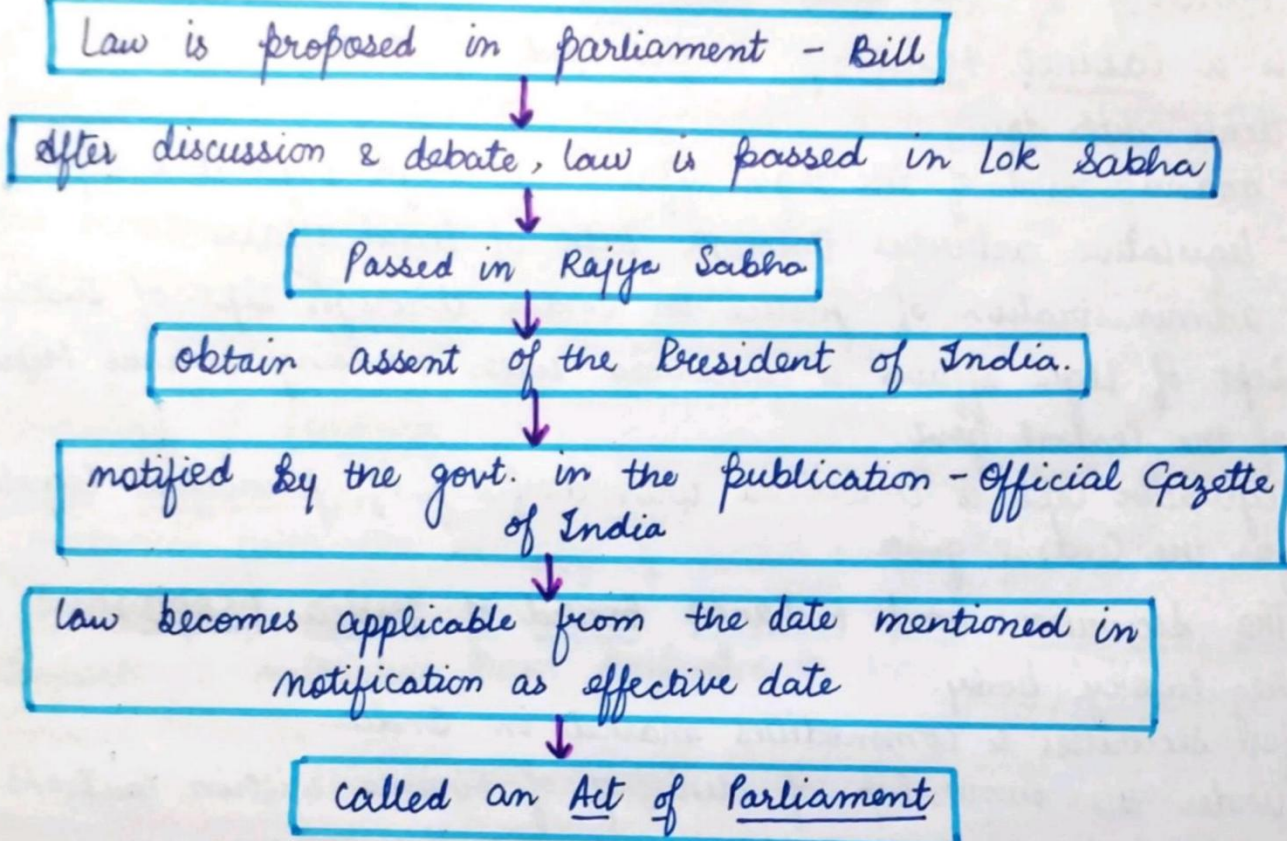 Law is proposed in parliament - Bill
After discussion & debate, law is passed in Lok Sabha
Passed in Rajya Sabha
obtain assent of the President of India.
notified by the govt. in the publication - Official Gazette
of India
law becomes applicable from the date mentioned in
notification as effective date
called an Act of Parliament